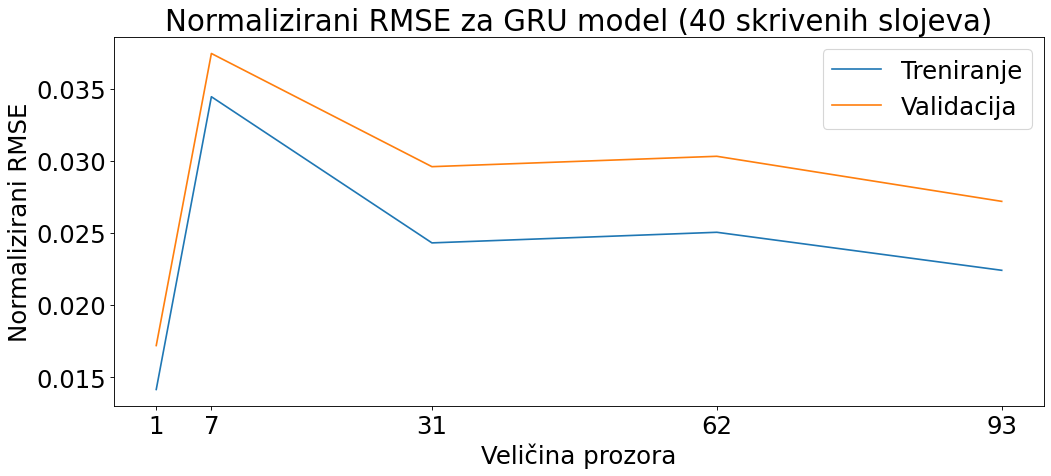 Normalizirani RMSE za GRU model (40 skrivenih slojeva)
Treniranje
Validacija
Normalizirani RMSE
0.035
0.030
0.025
0.020
0.015
1 7 31 62 93
Veličina prozora